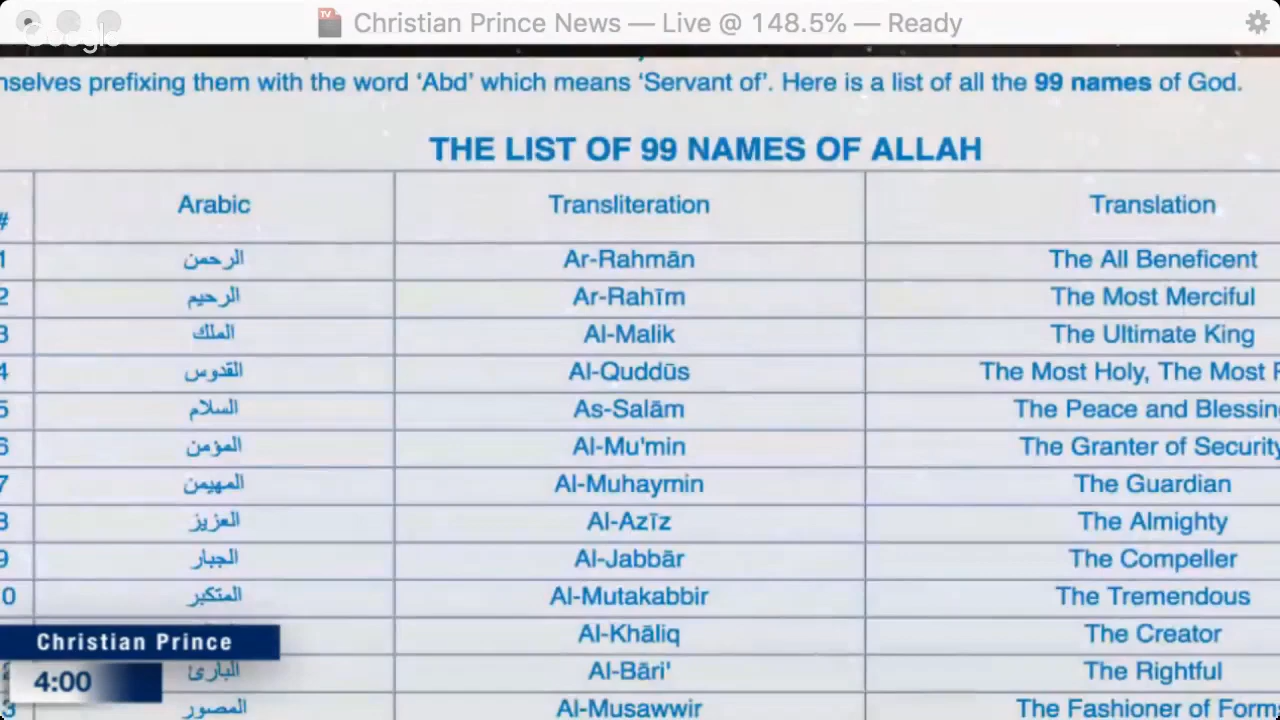 Christian Prince News — Live @ 148.5% — Ready
Google
nselves prefixing them with the word ‘Abd’ which means ‘Servant of’. Here is a list of all the 99 names of God.
THE LIST OF 99 NAMES OF ALLAH
# Arabic Transliteration Translation
1 الرحمن Ar-Rahmān The All Beneficent
2 الرحيم Ar-Rahīm The Most Merciful
3 الملك Al-Malik The Ultimate King
4 القدوس Al-Quddūs The Most Holy, The Most P
5 السلام As-Salām The Peace and Blessing
6 المؤمن Al-Mu'min The Granter of Security
7 المهيمن Al-Muhaymin The Guardian
8 العزيز Al-Azīz The Almighty
9 الجبار Al-Jabbār The Compeller
0 المتكبر Al-Mutakabbir The Tremendous
Al-Khāliq The Creator
البارئ Al-Bāri' The Rightful
3 المصور Al-Musawwir The Fashioner of Form
Christian Prince
4:00